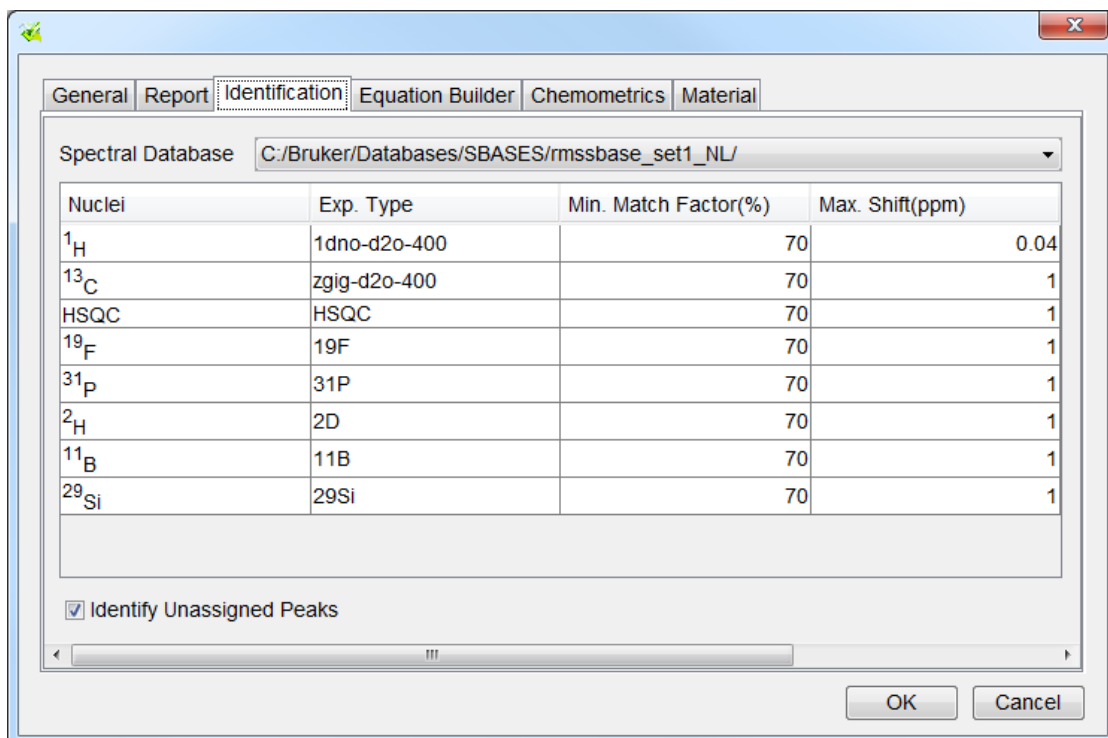 General Report Identification Equation Builder Chemometrics Material
Spectral Database C:/Bruker/Databases/SBASES/rmssbase_set1_NL/
Nuclei Exp. Type Min. Match Factor(%) Max. Shift(ppm)
¹H 1dno-d2o-400 70 0.04
¹³C zgig-d2o-400 70 1
HSQC HSQC 70 1
¹⁹F 19F 70 1
³¹P 31P 70 1
²H 2D 70 1
¹¹B 11B 70 1
²⁹Si 29Si 70 1
Identify Unassigned Peaks
OK Cancel